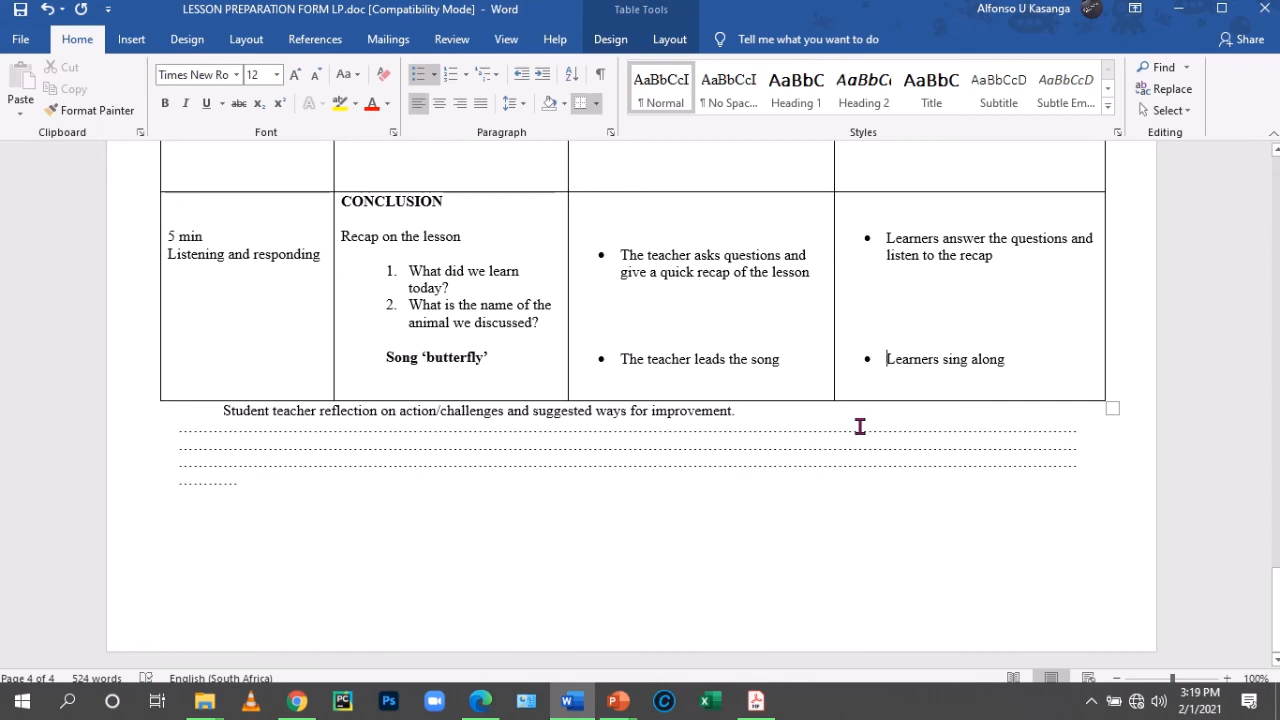 LESSON PREPARATION FORM LP.doc [Compatibility Mode] - Word
Table Tools
Alfonso U Kasanga
File
Home
Insert
Design
Layout
References
Mailings
Review
View
Help
Design
Layout
Tell me what you want to do
Share
Paste
Cut
Copy
Format Painter
Clipboard
Times New Ro
12
Font
Paragraph
AaBbCcI
¶ Normal
AaBbCcI
¶ No Spac...
AaBbC
Heading 1
AaBbC
Heading 2
AaBbC
Title
AaBbCcD
Subtitle
AaBbCcD
Subtle Em...
Styles
Find
Replace
Select
Editing
5 min
Listening and responding
CONCLUSION
Recap on the lesson
1. What did we learn
today?
2. What is the name of the
animal we discussed?
Song ‘butterfly’
• The teacher asks questions and
give a quick recap of the lesson
• The teacher leads the song
• Learners answer the questions and
listen to the recap
• Learners sing along
Student teacher reflection on action/challenges and suggested ways for improvement.
Page 4 of 4
524 words
English (South Africa)
100%
3:19 PM
2/1/2021